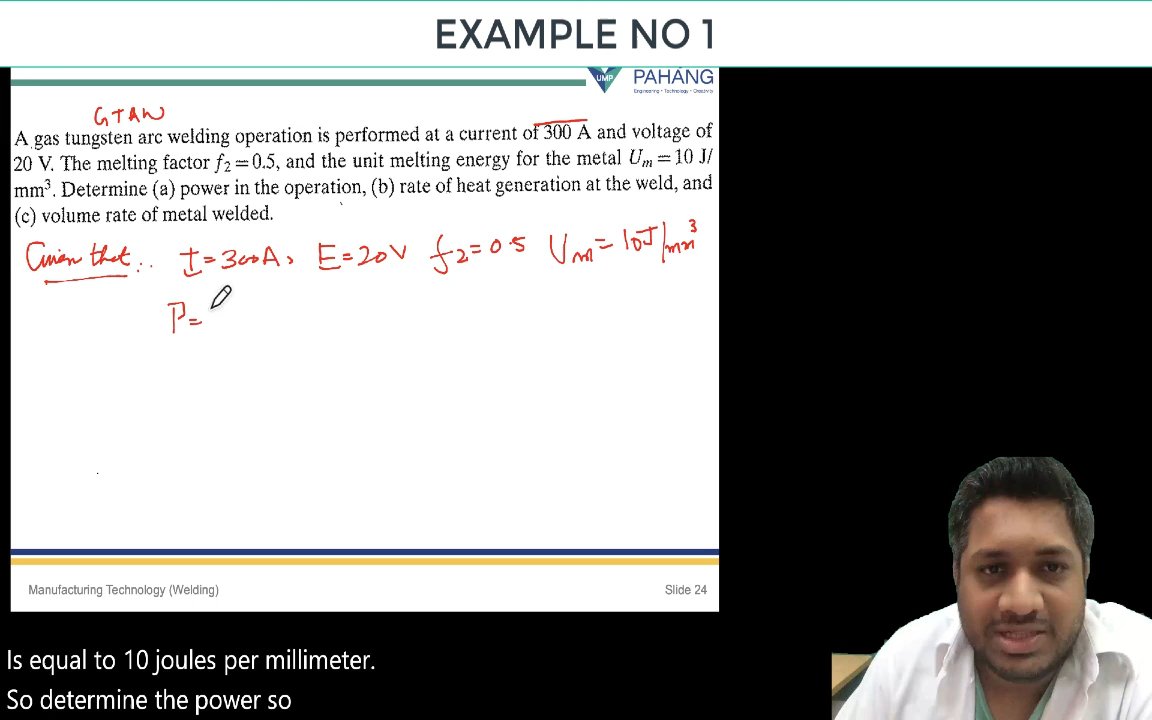 EXAMPLE NO 1
UMP PAHANG
Engineering • Technology • Creativity
GTAW
A gas tungsten arc welding operation is performed at a current of 300 A and voltage of
20 V. The melting factor f₂ = 0.5, and the unit melting energy for the metal Uₘ = 10 J/
mm³. Determine (a) power in the operation, (b) rate of heat generation at the weld, and
(c) volume rate of metal welded.
Given that: I = 300A, E = 20V f₂ = 0.5 Uₘ = 10J/mm³
P =
Manufacturing Technology (Welding)
Slide 24
Is equal to 10 joules per millimeter.
So determine the power so